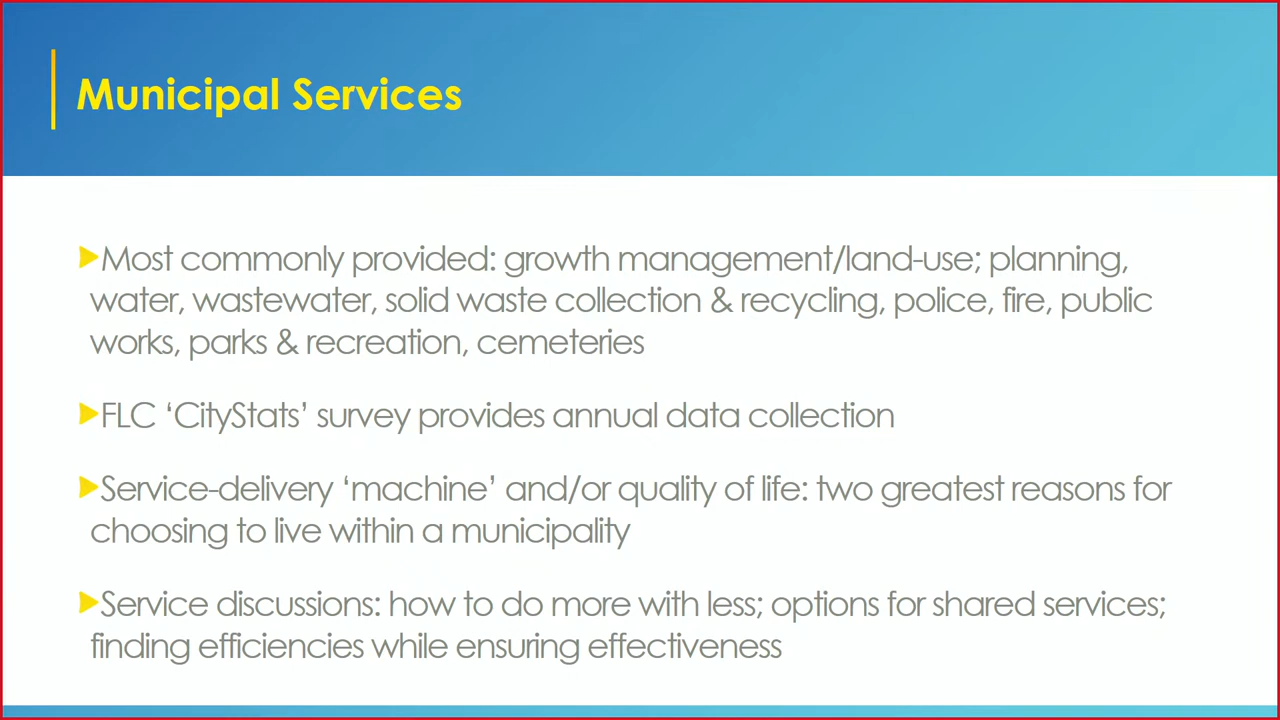 Municipal Services
Most commonly provided: growth management/land-use; planning,
water, wastewater, solid waste collection & recycling, police, fire, public
works, parks & recreation, cemeteries
FLC ‘CityStats’ survey provides annual data collection
Service-delivery ‘machine’ and/or quality of life: two greatest reasons for
choosing to live within a municipality
Service discussions: how to do more with less; options for shared services;
finding efficiencies while ensuring effectiveness